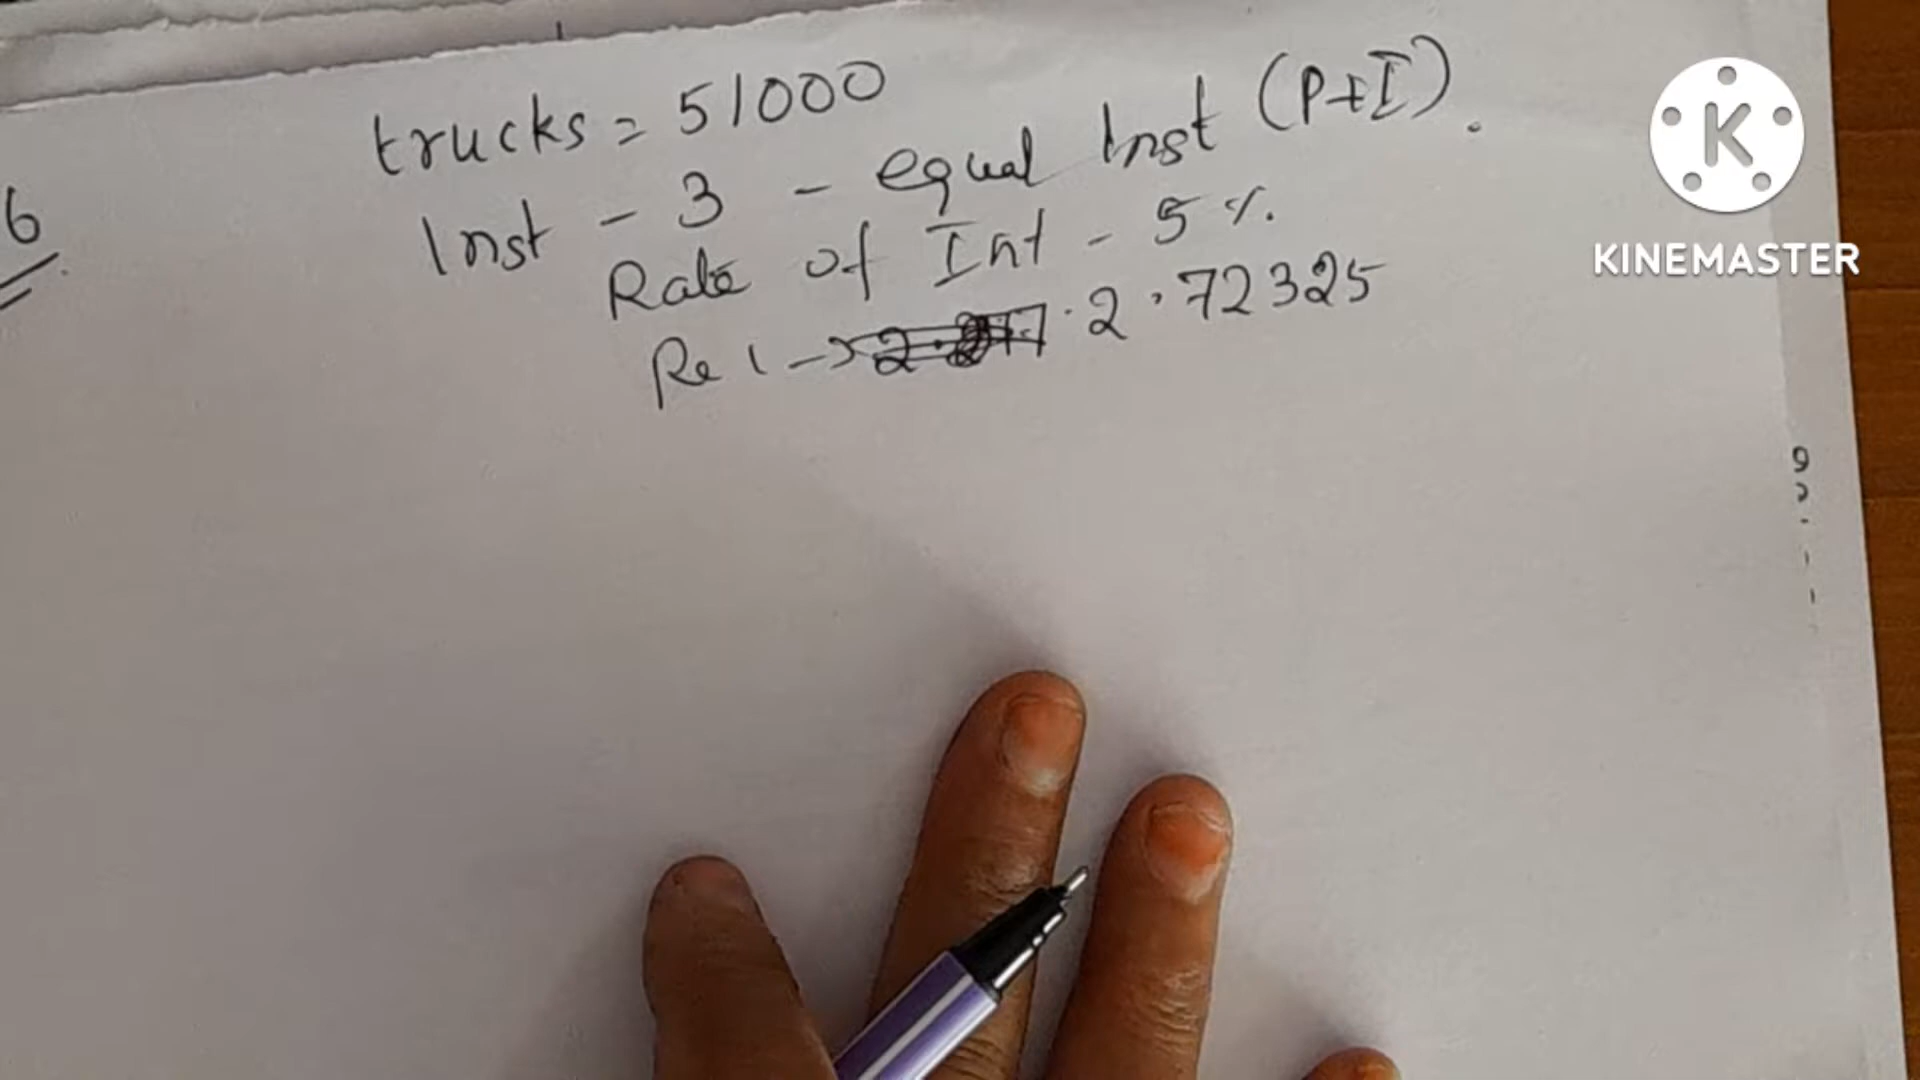 trucks = 51000
Inst - 3 - equal Inst (P+I).
Rate of Int - 5%.
Re 1 → 2.72325
6
K
KINEMASTER